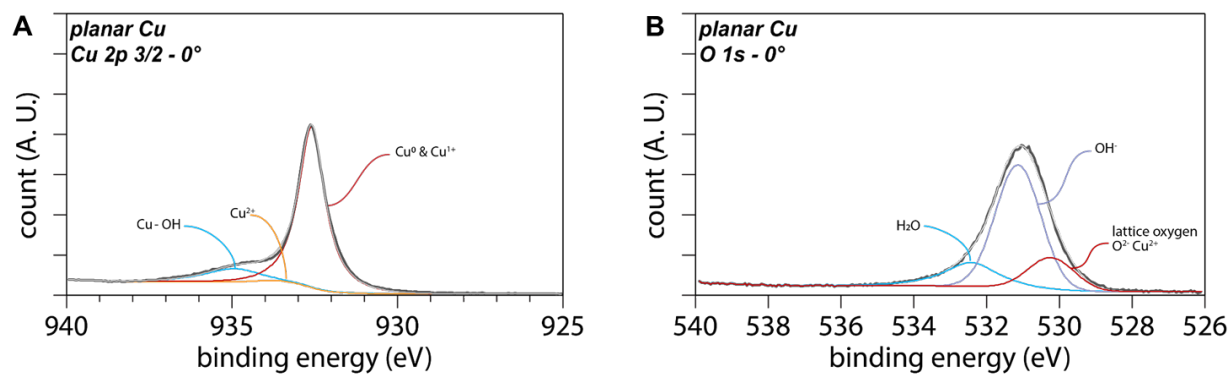 A
planar Cu
Cu 2p 3/2 - 0°
count (A. U.)
Cu⁰ & Cu¹⁺
Cu - OH
Cu²⁺
940
935
930
925
binding energy (eV)
B
planar Cu
O 1s - 0°
count (A. U.)
OH⁻
H₂O
lattice oxygen
O²⁻ Cu²⁺
540
538
536
534
532
530
528
526
binding energy (eV)